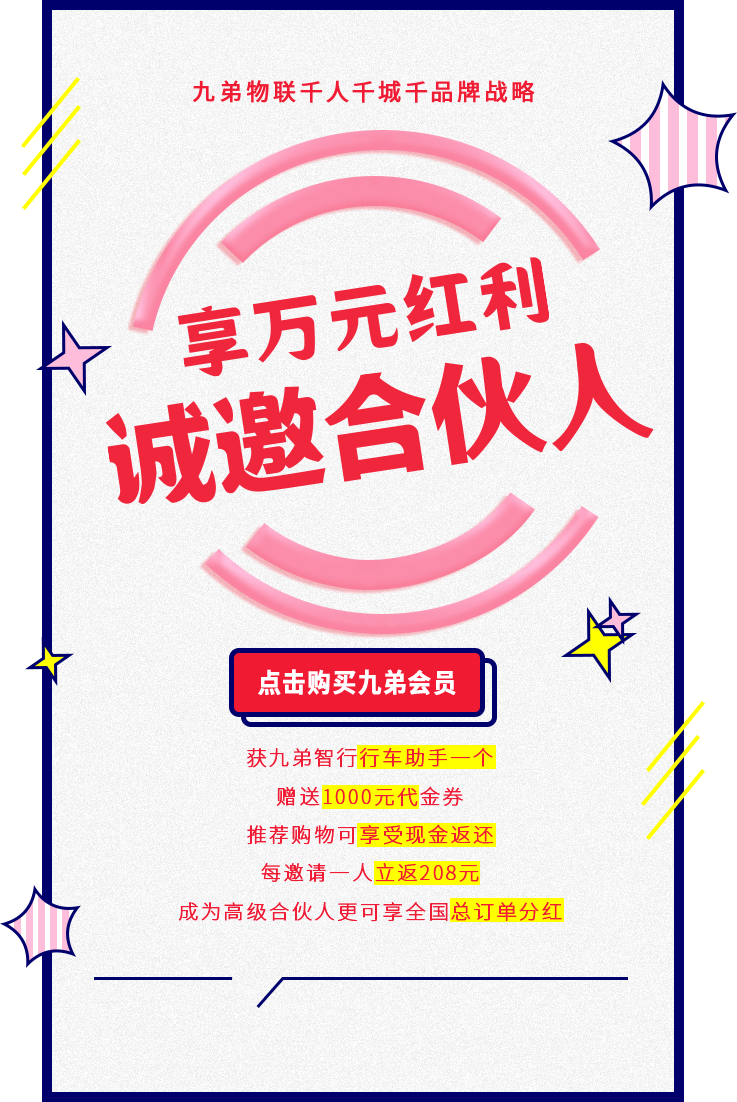 九弟物联千人千城千品牌战略
享万元红利
诚邀合伙人
点击购买九弟会员
获九弟智行行车助手一个
赠送1000元代金券
推荐购物可享受现金返还
每邀请一人立返208元
成为高级合伙人更可享全国总订单分红